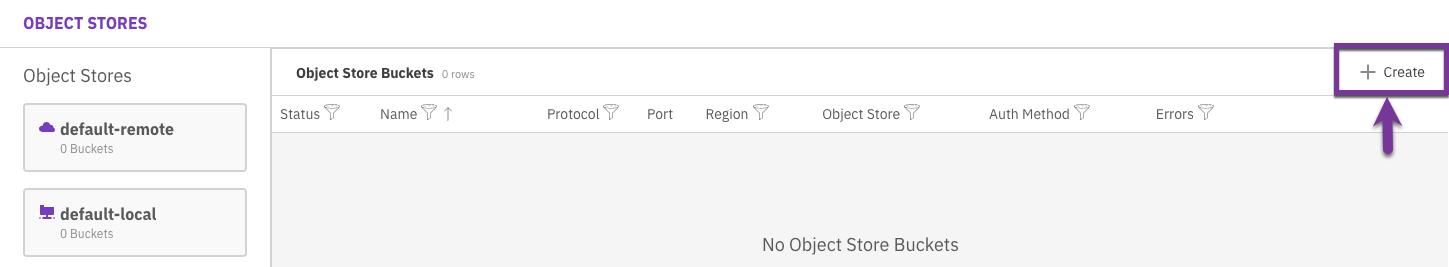 OBJECT STORES
Object Stores
default-remote
0 Buckets
default-local
0 Buckets
Object Store Buckets 0 rows
Create
Status Name Protocol Port Region Object Store Auth Method Errors
No Object Store Buckets